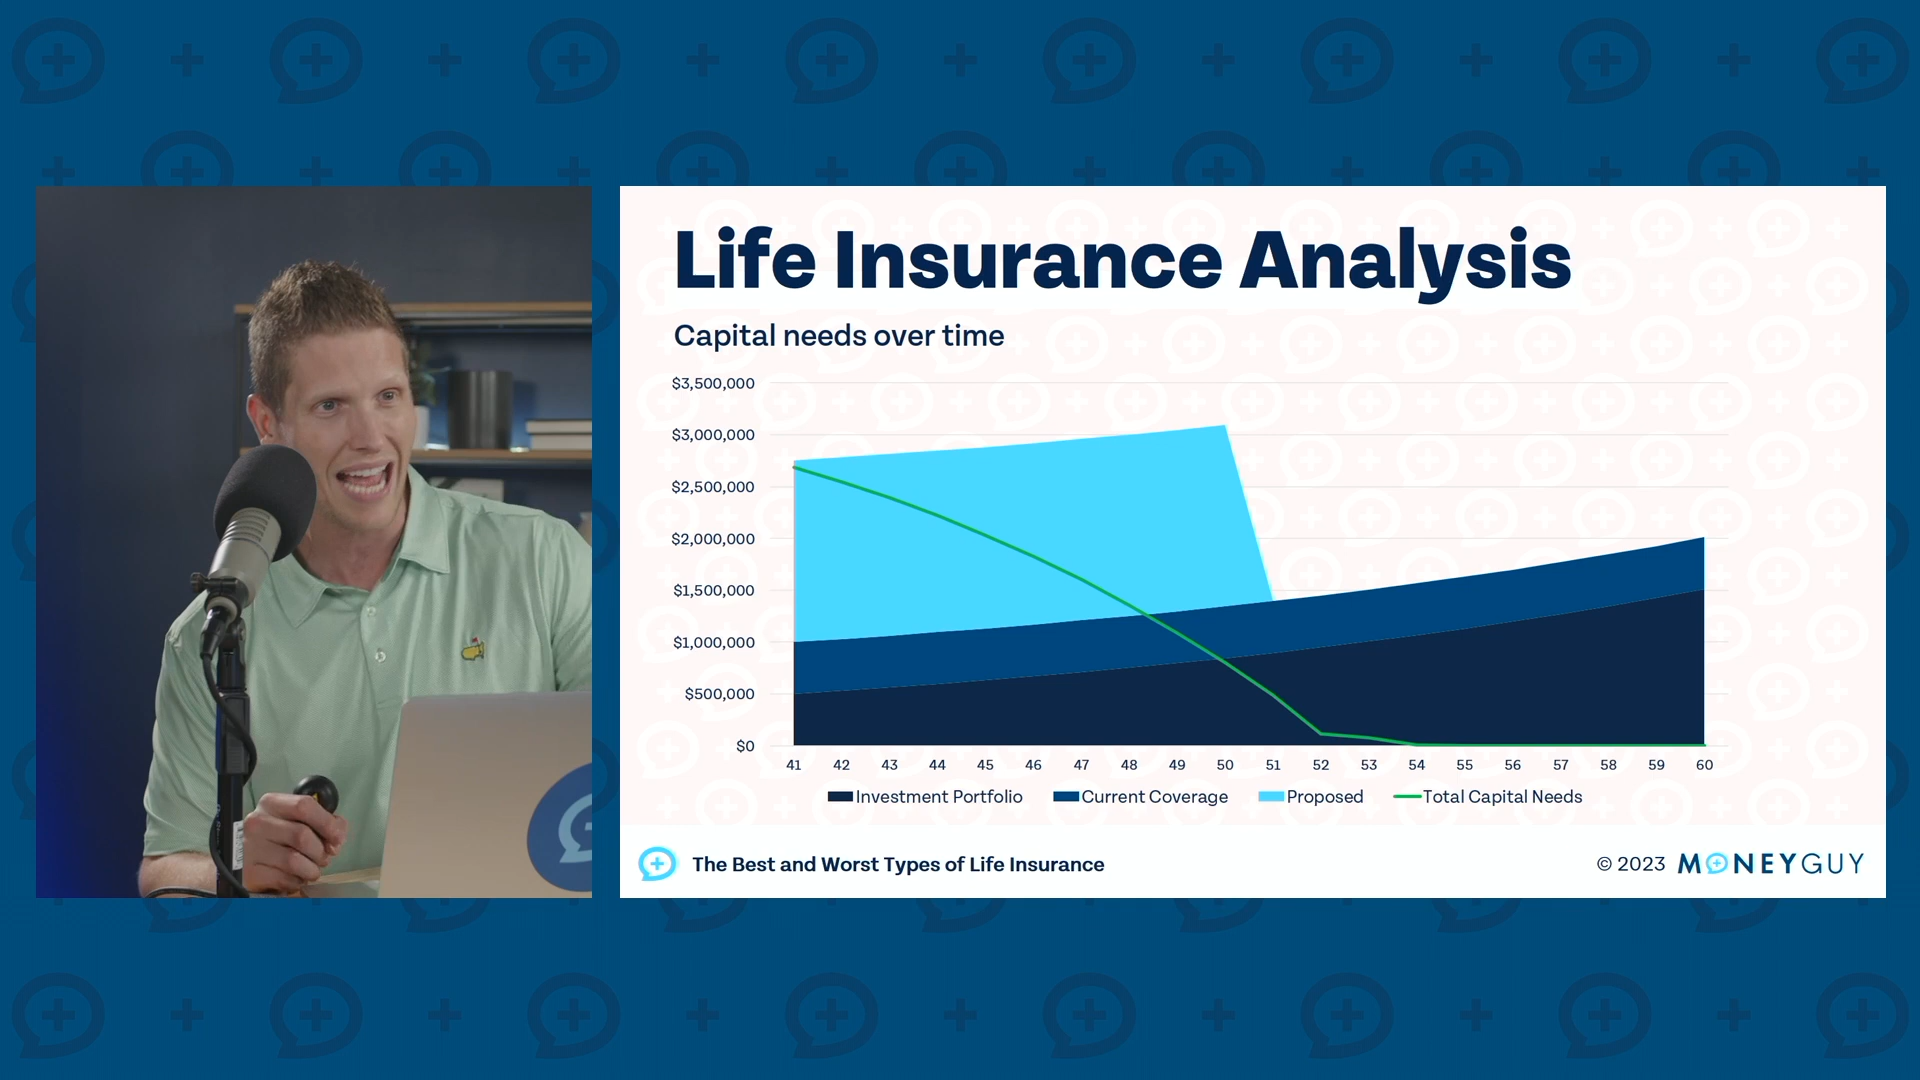 Life Insurance Analysis
Capital needs over time
$3,500,000
$3,000,000
$2,500,000
$2,000,000
$1,500,000
$1,000,000
$500,000
$0
41 42 43 44 45 46 47 48 49 50 51 52 53 54 55 56 57 58 59 60
Investment Portfolio Current Coverage Proposed Total Capital Needs
The Best and Worst Types of Life Insurance
© 2023 MONEYGUY